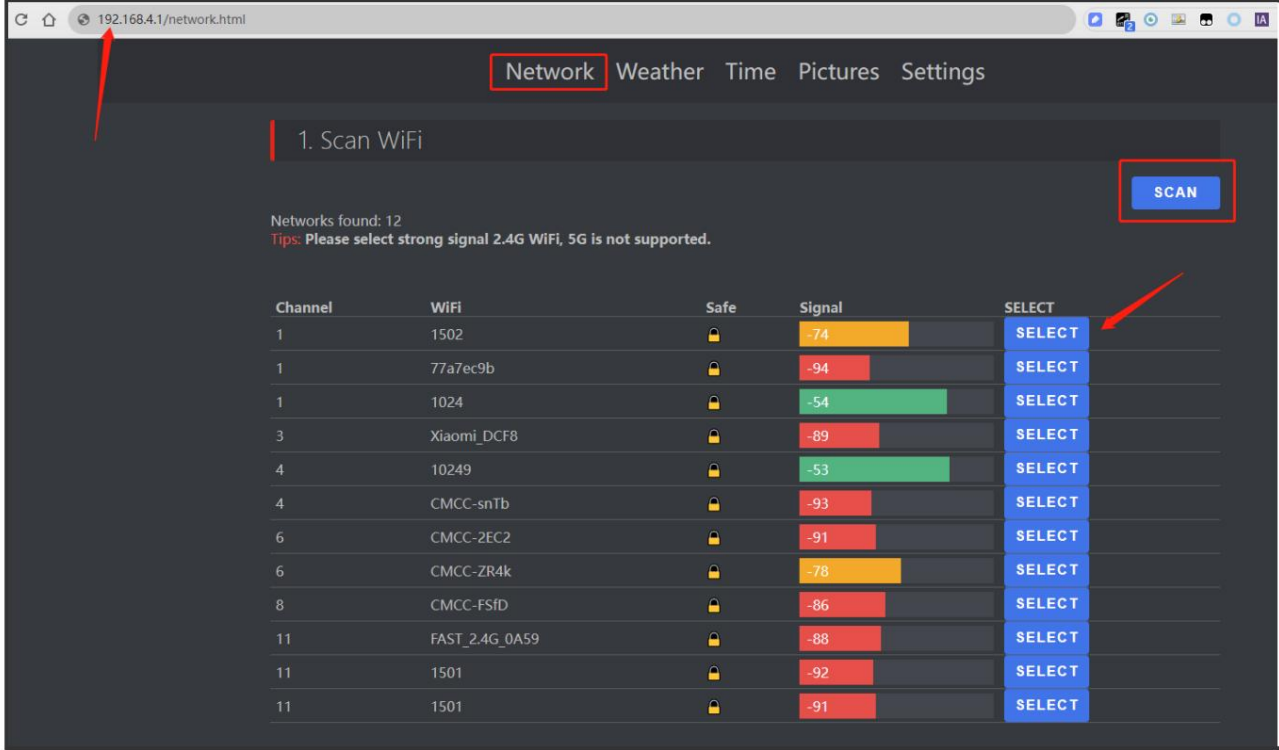 192.168.4.1/network.html
2
IA
Network Weather Time Pictures Settings
1. Scan WiFi
SCAN
Networks found: 12
Tips: Please select strong signal 2.4G WiFi, 5G is not supported.
Channel WiFi Safe Signal SELECT
1 1502 -74 SELECT
1 77a7ec9b -94 SELECT
1 1024 -54 SELECT
3 Xiaomi_DCF8 -89 SELECT
4 10249 -53 SELECT
4 CMCC-snTb -93 SELECT
6 CMCC-2EC2 -91 SELECT
6 CMCC-ZR4k -78 SELECT
8 CMCC-FSfD -86 SELECT
11 FAST_2.4G_0A59 -88 SELECT
11 1501 -92 SELECT
11 1501 -91 SELECT